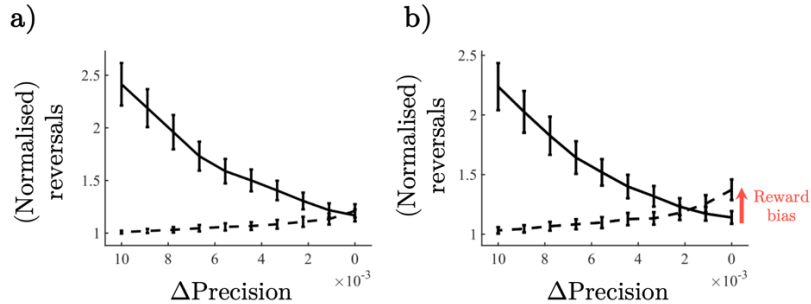 a)
(Normalised)
reversals
2.5
2
1.5
1
10 8 6 4 2 0
×10⁻³
ΔPrecision
b)
(Normalised)
reversals
2.5
2
1.5
1
10 8 6 4 2 0
×10⁻³
ΔPrecision
Reward
bias